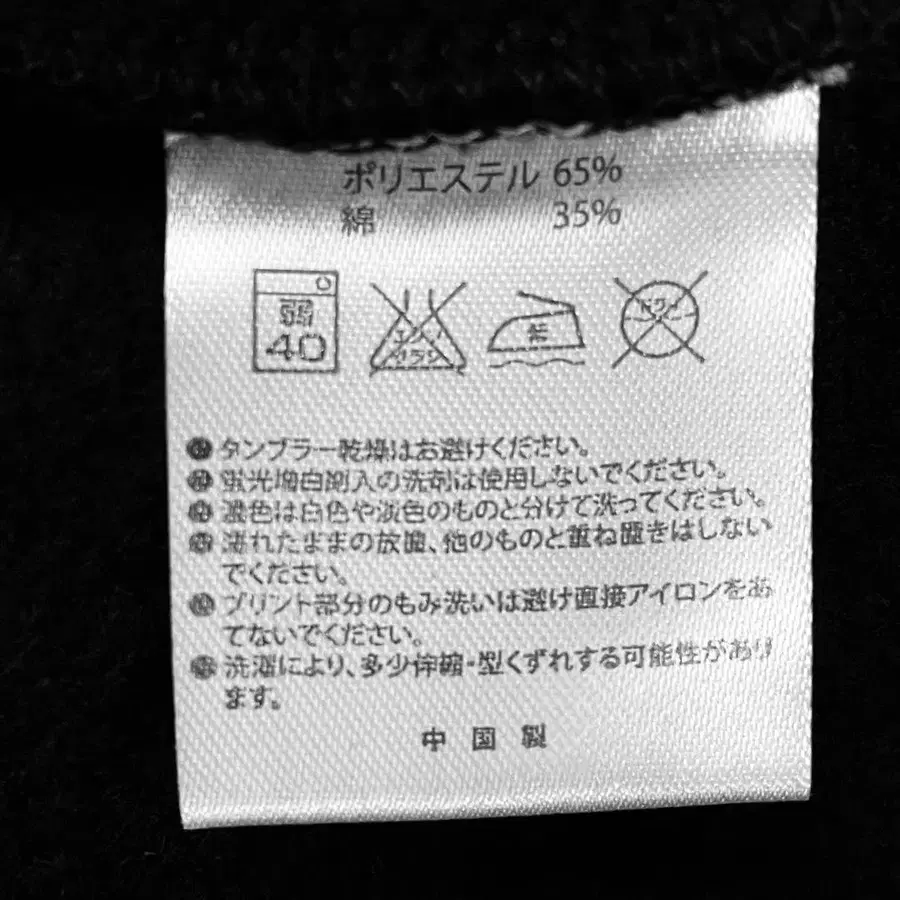 ポリエステル 65%
綿 35%
弱
40
エンソ
サラシ
低
ドライ
● タンブラー乾燥はお避けください。
● 蛍光増白剤入の洗剤は使用しないでください。
● 濃色は白色や淡色のものと分けて洗ってください。
● 濡れたままの放置、他のものと重ね置きはしない
でください。
● プリント部分のもみ洗いは避け直接アイロンをあ
てないでください。
● 洗濯により、多少伸縮・型くずれする可能性があり
ます。
中国製